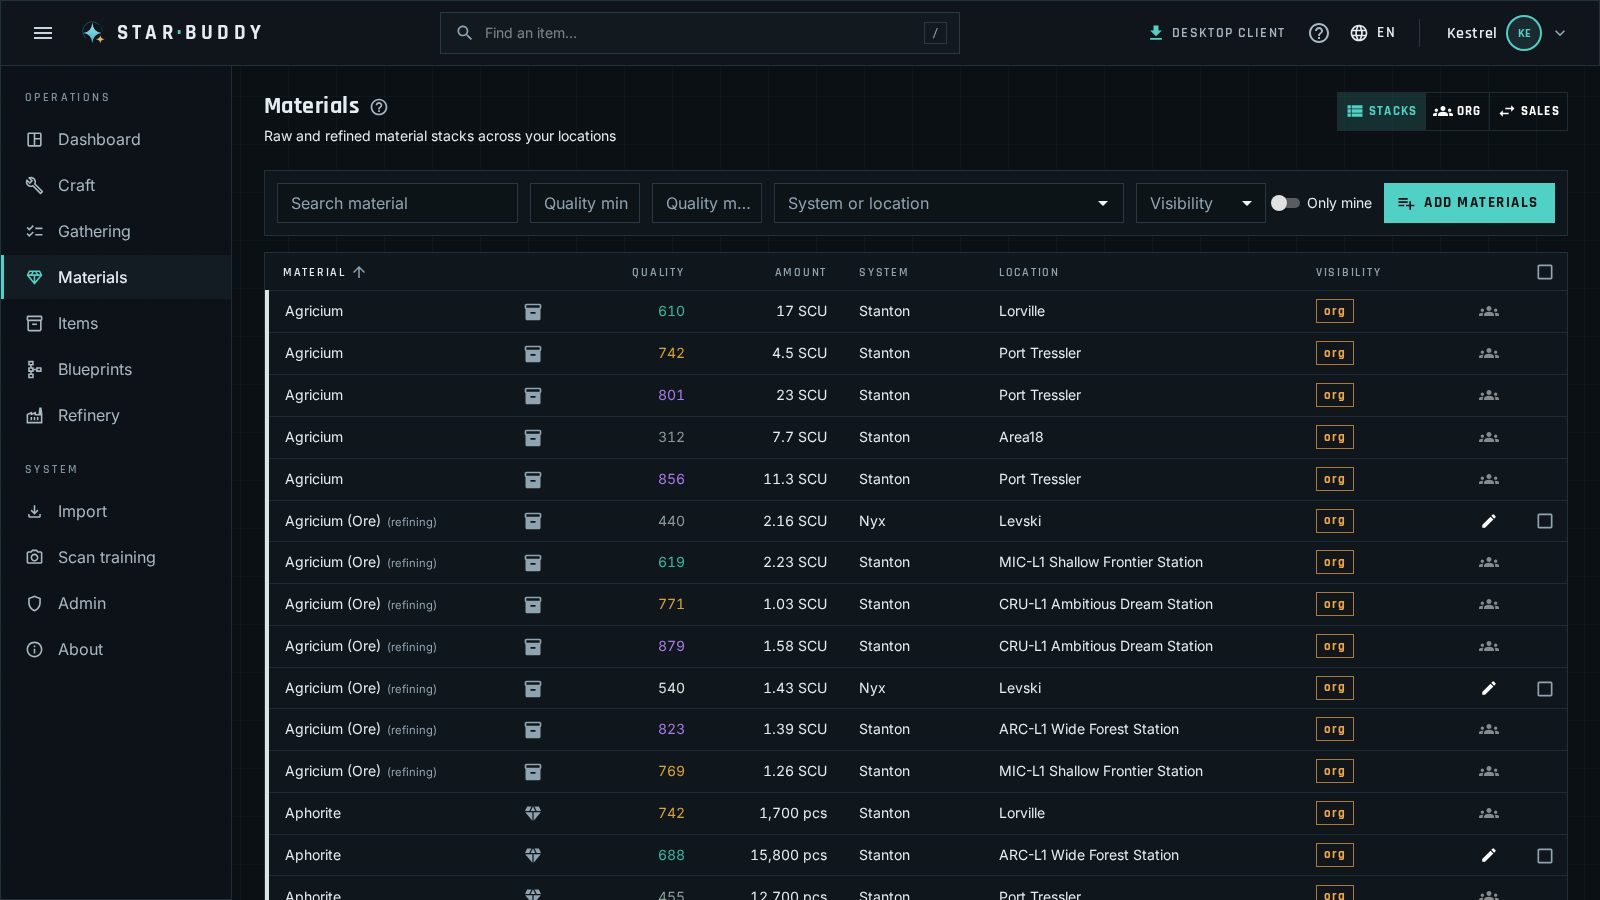 STAR·BUDDY
Find an item...
/
DESKTOP CLIENT
EN
Kestrel
KE
OPERATIONS
Dashboard
Craft
Gathering
Materials
Items
Blueprints
Refinery
SYSTEM
Import
Scan training
Admin
About
Materials
Raw and refined material stacks across your locations
STACKS
ORG
SALES
Search material
Quality min
Quality m...
System or location
Visibility
Only mine
ADD MATERIALS
MATERIAL QUALITY AMOUNT SYSTEM LOCATION VISIBILITY
Agricium 610 17 SCU Stanton Lorville org
Agricium 742 4.5 SCU Stanton Port Tressler org
Agricium 801 23 SCU Stanton Port Tressler org
Agricium 312 7.7 SCU Stanton Area18 org
Agricium 856 11.3 SCU Stanton Port Tressler org
Agricium (Ore) (refining) 440 2.16 SCU Nyx Levski org
Agricium (Ore) (refining) 619 2.23 SCU Stanton MIC-L1 Shallow Frontier Station org
Agricium (Ore) (refining) 771 1.03 SCU Stanton CRU-L1 Ambitious Dream Station org
Agricium (Ore) (refining) 879 1.58 SCU Stanton CRU-L1 Ambitious Dream Station org
Agricium (Ore) (refining) 540 1.43 SCU Nyx Levski org
Agricium (Ore) (refining) 823 1.39 SCU Stanton ARC-L1 Wide Forest Station org
Agricium (Ore) (refining) 769 1.26 SCU Stanton MIC-L1 Shallow Frontier Station org
Aphorite 742 1,700 pcs Stanton Lorville org
Aphorite 688 15,800 pcs Stanton ARC-L1 Wide Forest Station org
Aphorite 455 12,700 pcs Stanton Port Tressler org